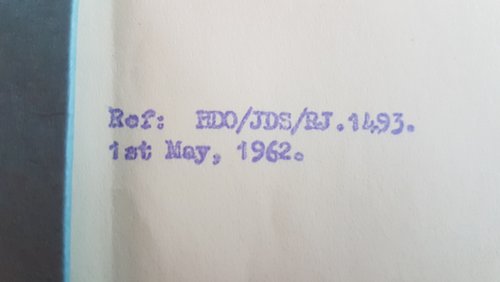 Ref: HDO/JDS/RJ.1493.
1st May, 1962.